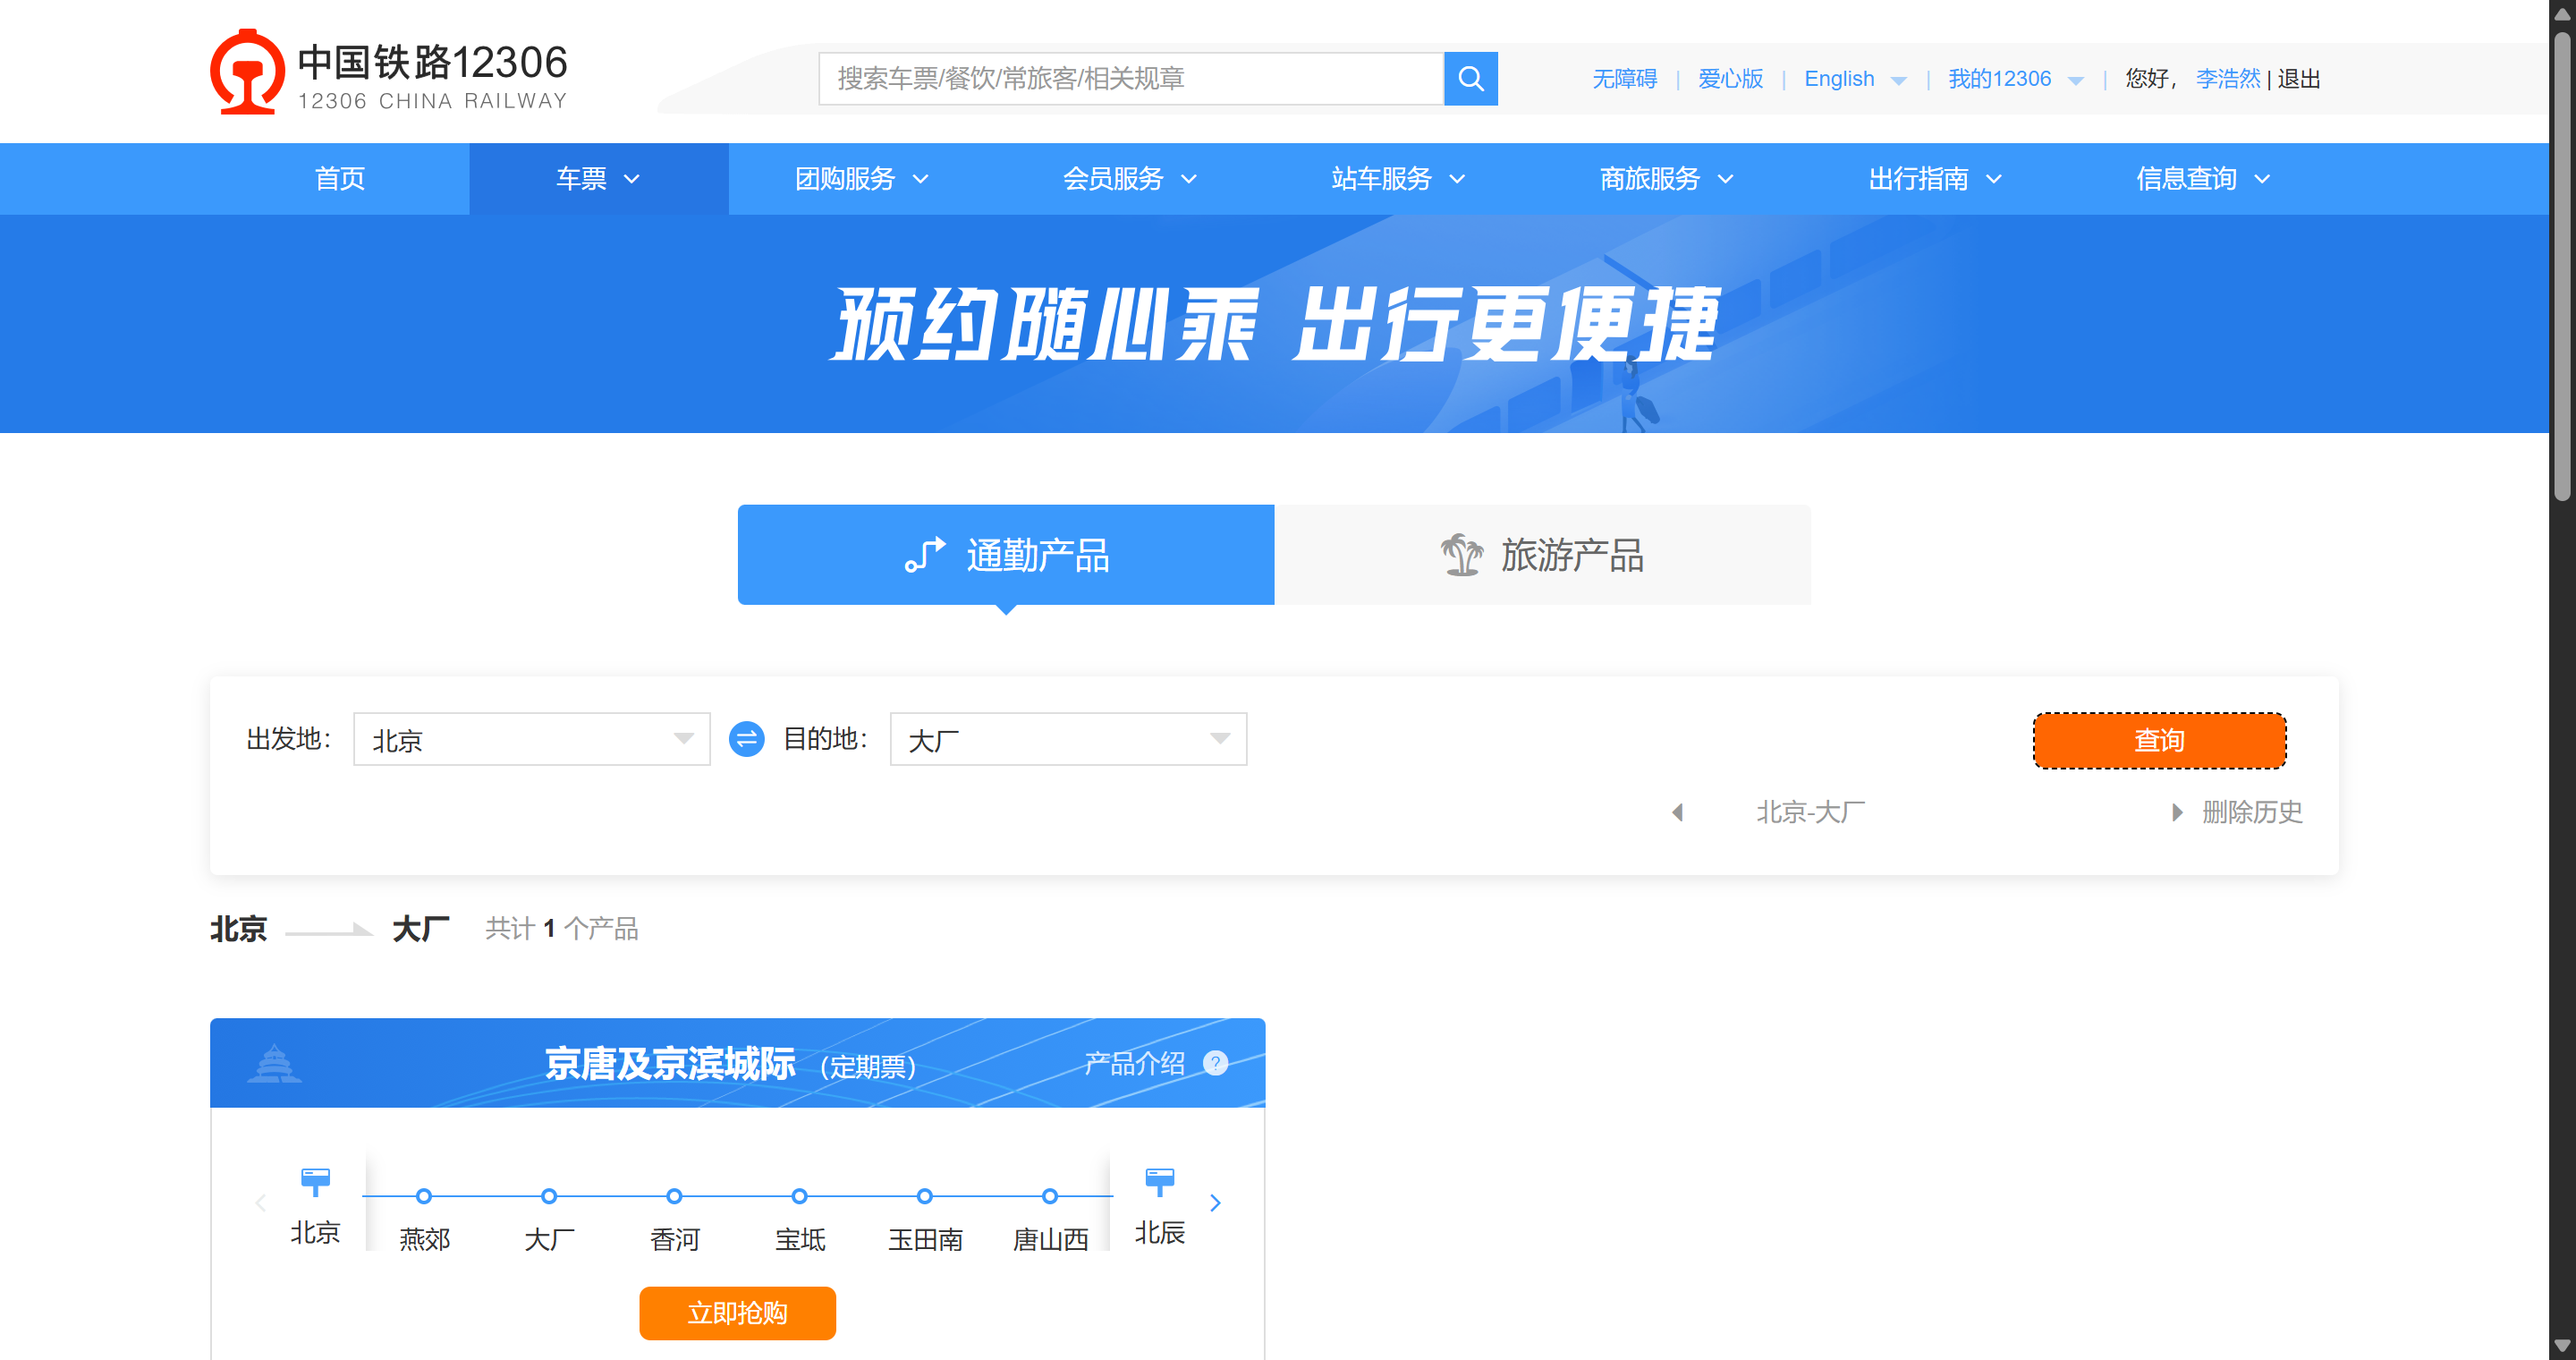 中国铁路12306
12306 CHINA RAILWAY
搜索车票/餐饮/常旅客/相关规章
无障碍 | 爱心版 | English | 我的12306 | 您好，李浩然 | 退出
首页 车票 团购服务 会员服务 站车服务 商旅服务 出行指南 信息查询
预约随心乘 出行更便捷
通勤产品 旅游产品
出发地： 北京 目的地： 大厂 查询
北京-大厂 删除历史
北京 大厂 共计 1 个产品
京唐及京滨城际 （定期票） 产品介绍 ?
北京 燕郊 大厂 香河 宝坻 玉田南 唐山西 北辰
立即抢购